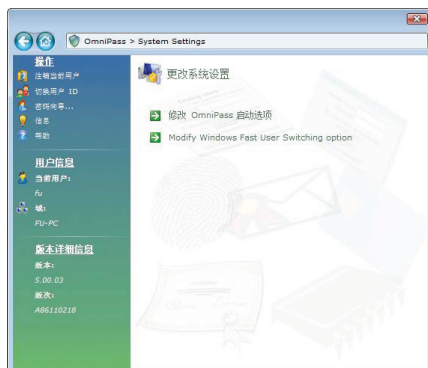 OmniPass > System Settings
操作
注销当前用户
切换用户 ID
密码向导...
信息
帮助
用户信息
当前用户:
fu
域:
FU-PC
版本详细信息
版本:
5.00.03
版次:
A86110218
更改系统设置
修改 OmniPass 启动选项
Modify Windows Fast User Switching option